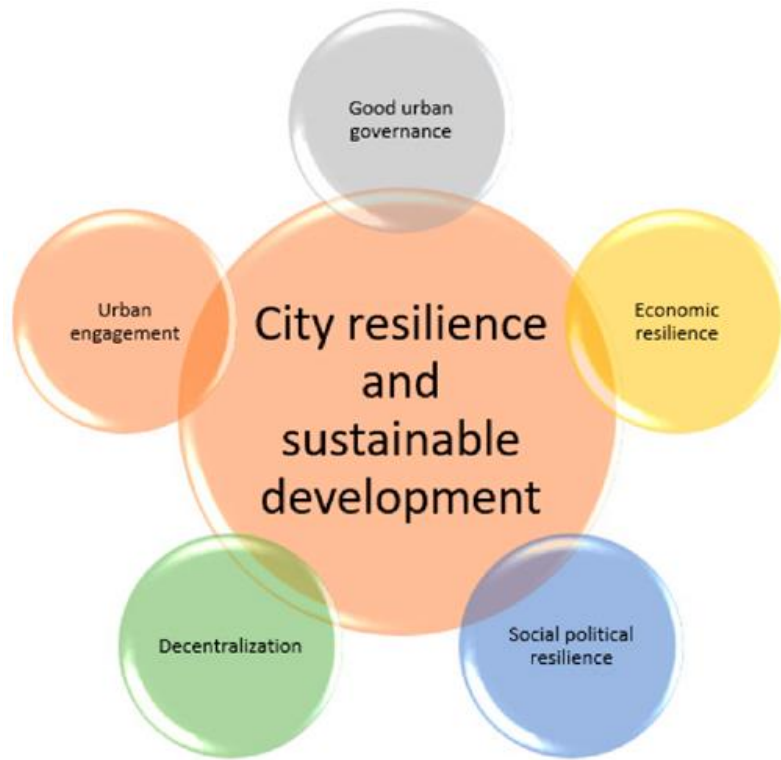 Good urban
governance
Urban
engagement
City resilience
and
sustainable
development
Economic
resilience
Decentralization
Social political
resilience